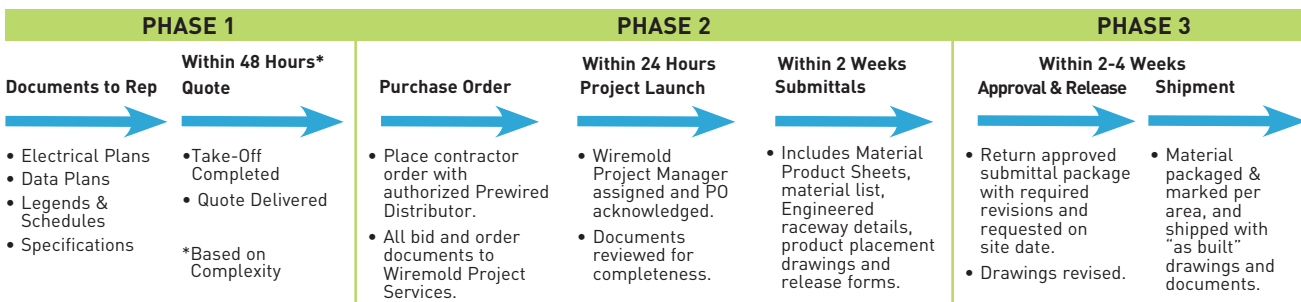 PHASE 1
Documents to Rep
• Electrical Plans
• Data Plans
• Legends &
Schedules
• Specifications
Within 48 Hours*
Quote
•Take-Off
Completed
• Quote Delivered
*Based on
Complexity
PHASE 2
Purchase Order
• Place contractor
order with
authorized Prewired
Distributor.
• All bid and order
documents to
Wiremold Project
Services.
Within 24 Hours
Project Launch
• Wiremold
Project Manager
assigned and PO
acknowledged.
• Documents
reviewed for
completeness.
Within 2 Weeks
Submittals
• Includes Material
Product Sheets,
material list,
Engineered
raceway details,
product placement
drawings and
release forms.
PHASE 3
Within 2-4 Weeks
Approval & Release
• Return approved
submittal package
with required
revisions and
requested on
site date.
• Drawings revised.
Shipment
• Material
packaged &
marked per
area, and
shipped with
“as built”
drawings and
documents.